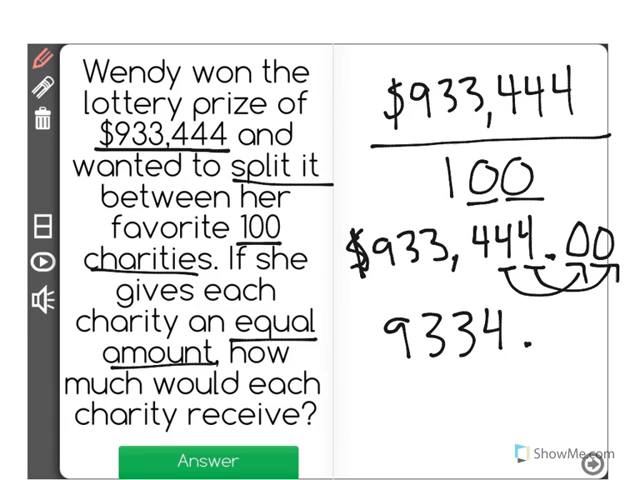 Wendy won the
lottery prize of
$933,444 and
wanted to split it
between her
favorite 100
charities. If she
gives each
charity an equal
amount, how
much would each
charity receive?
Answer
$933,444
100
$933,444.00
9334.
ShowMe.com